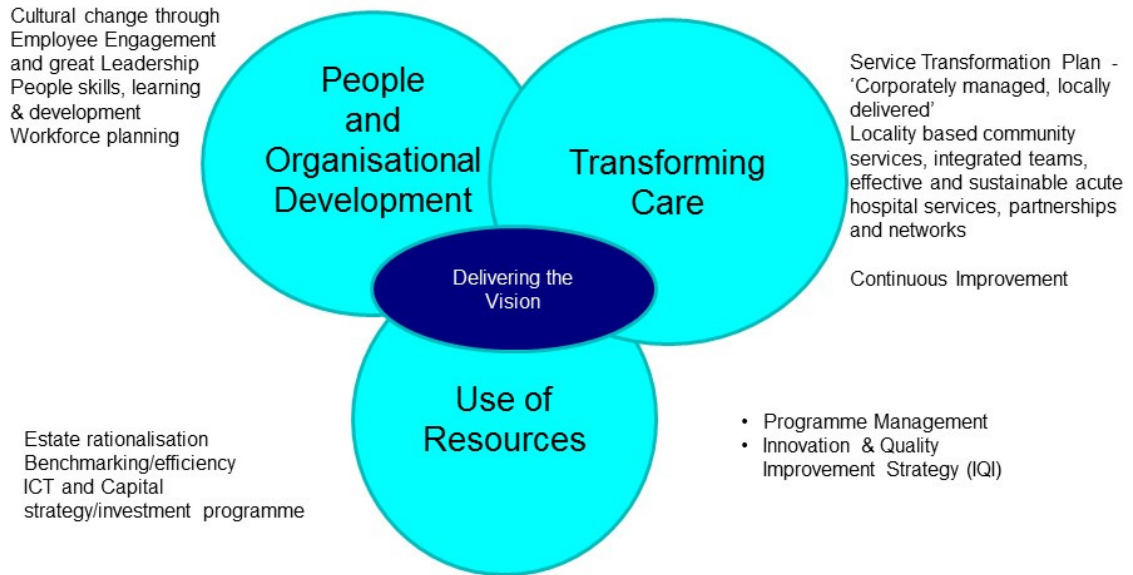 Cultural change through
Employee Engagement
and great Leadership
People skills, learning
& development
Workforce planning
People
and
Organisational
Development
Transforming
Care
Service Transformation Plan -
‘Corporately managed, locally
delivered’
Locality based community
services, integrated teams,
effective and sustainable acute
hospital services, partnerships
and networks
Continuous Improvement
Delivering the
Vision
Use of
Resources
Estate rationalisation
Benchmarking/efficiency
ICT and Capital
strategy/investment programme
• Programme Management
• Innovation & Quality
Improvement Strategy (IQI)